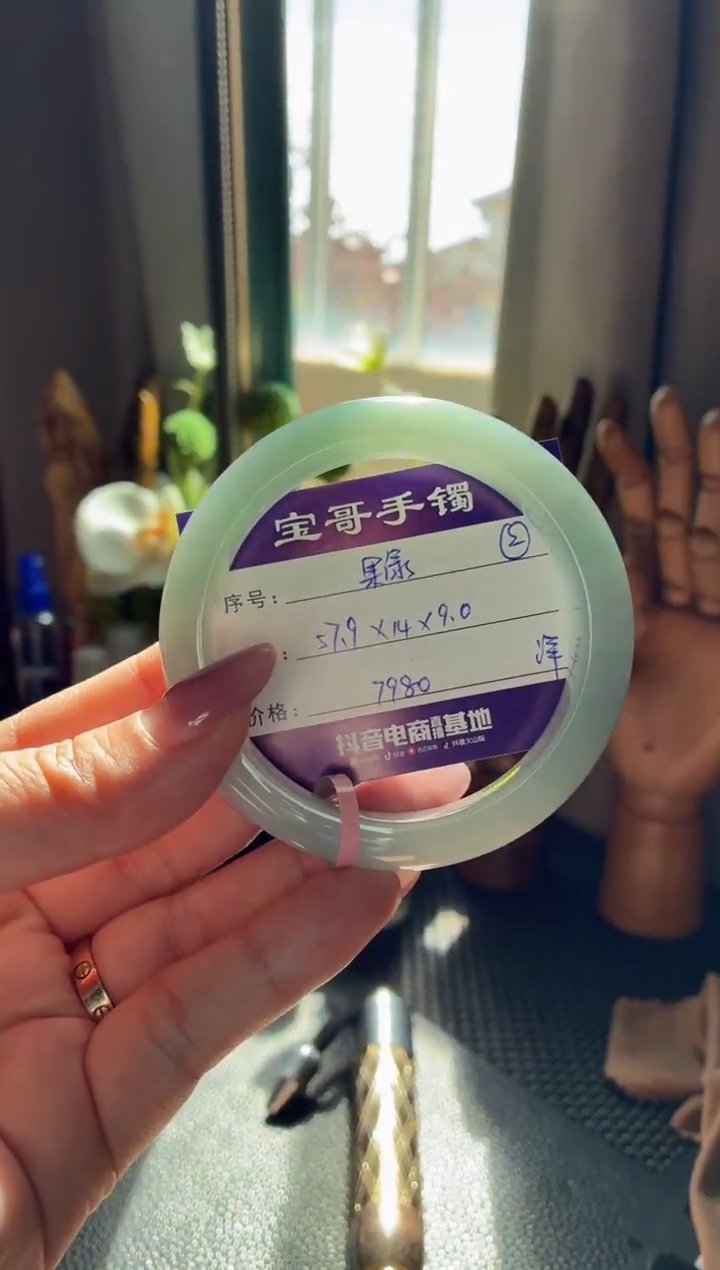 宝哥手镯
②
序号: 果绿
: 57.9 × 14 × 9.0
洋
价格: 7980
抖音电商直播基地